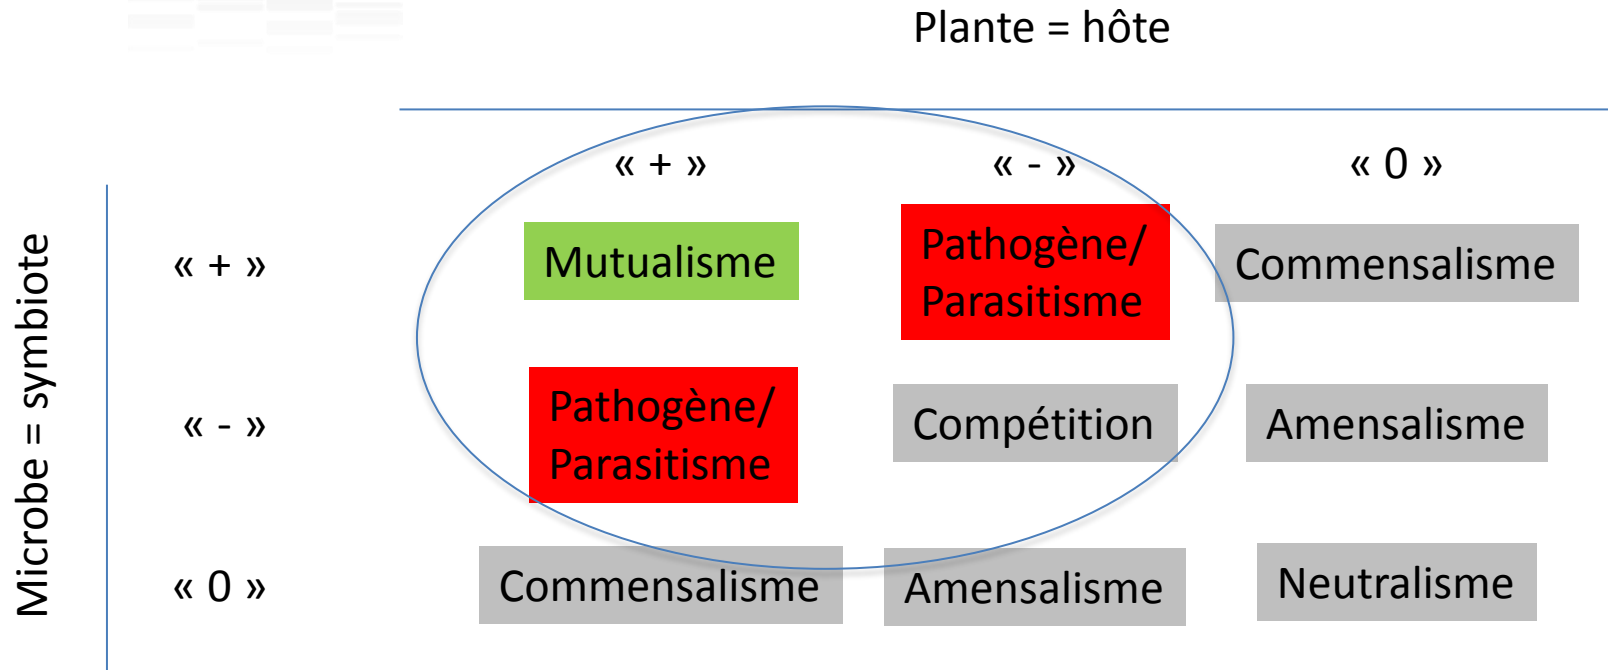 Plante = hôte
« + »
« - »
« 0 »
Microbe = symbiote
« + »
Mutualisme
Pathogène/
Parasitisme
Commensalisme
« - »
Pathogène/
Parasitisme
Compétition
Amensalisme
« 0 »
Commensalisme
Amensalisme
Neutralisme